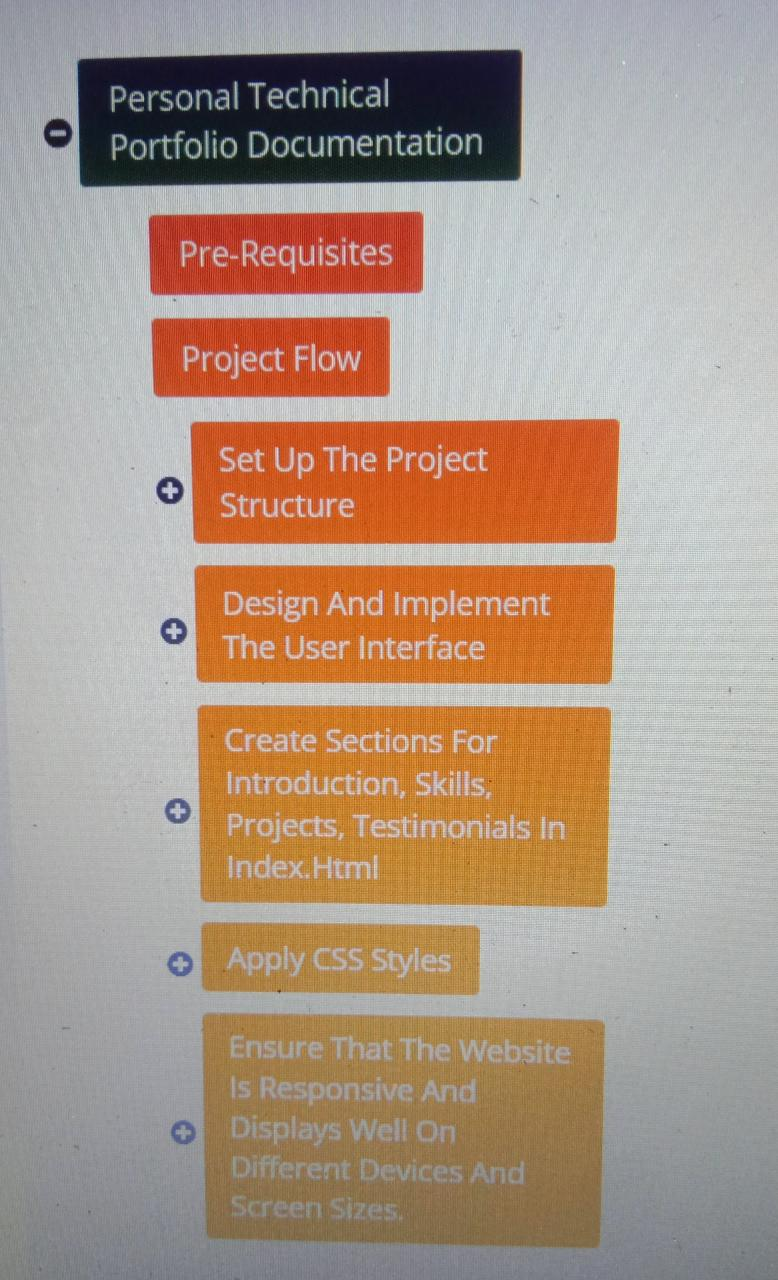 Personal Technical
Portfolio Documentation
Pre-Requisites
Project Flow
Set Up The Project
Structure
Design And Implement
The User Interface
Create Sections For
Introduction, Skills,
Projects, Testimonials In
Index.Html
Apply CSS Styles
Ensure That The Website
Is Responsive And
Displays Well On
Different Devices And
Screen Sizes.